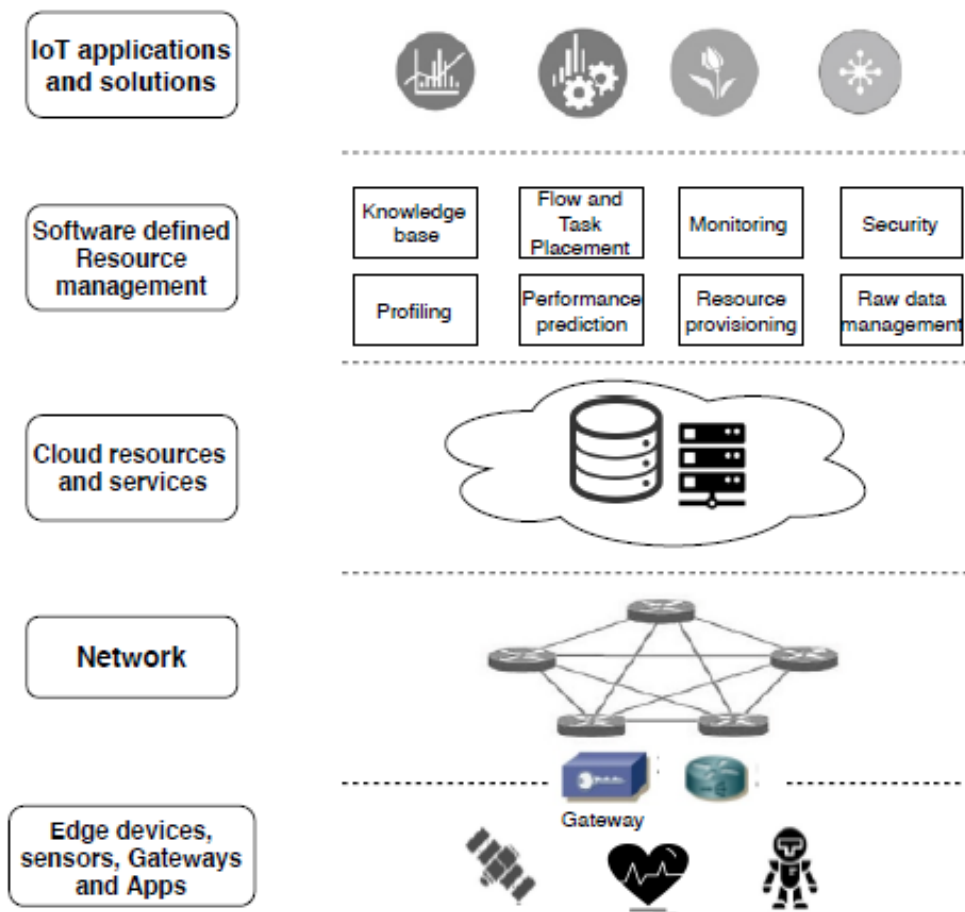 IoT applications
and solutions
Software defined
Resource
management
Knowledge
base
Flow and
Task
Placement
Monitoring
Security
Profiling
Performance
prediction
Resource
provisioning
Raw data
management
Cloud resources
and services
Network
Gateway
Edge devices,
sensors, Gateways
and Apps